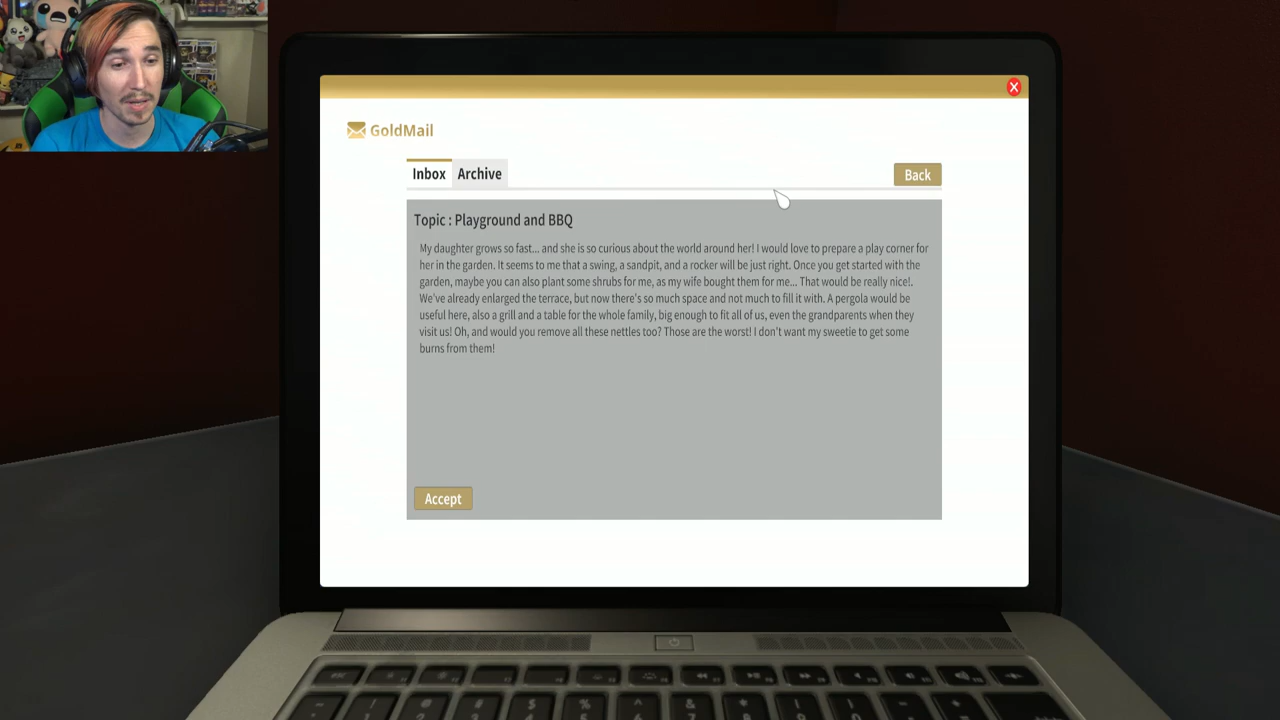 GoldMail
Inbox Archive Back
Topic : Playground and BBQ
My daughter grows so fast... and she is so curious about the world around her! I would love to prepare a play corner for
her in the garden. It seems to me that a swing, a sandpit, and a rocker will be just right. Once you get started with the
garden, maybe you can also plant some shrubs for me, as my wife bought them for me... That would be really nice!.
We've already enlarged the terrace, but now there's so much space and not much to fill it with. A pergola would be
useful here, also a grill and a table for the whole family, big enough to fit all of us, even the grandparents when they
visit us! Oh, and would you remove all these nettles too? Those are the worst! I don't want my sweetie to get some
burns from them!
Accept